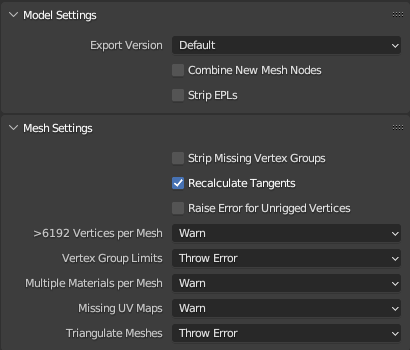 Model Settings
Export Version Default
Combine New Mesh Nodes
Strip EPLs
Mesh Settings
Strip Missing Vertex Groups
Recalculate Tangents
Raise Error for Unrigged Vertices
>6192 Vertices per Mesh Warn
Vertex Group Limits Throw Error
Multiple Materials per Mesh Warn
Missing UV Maps Warn
Triangulate Meshes Throw Error